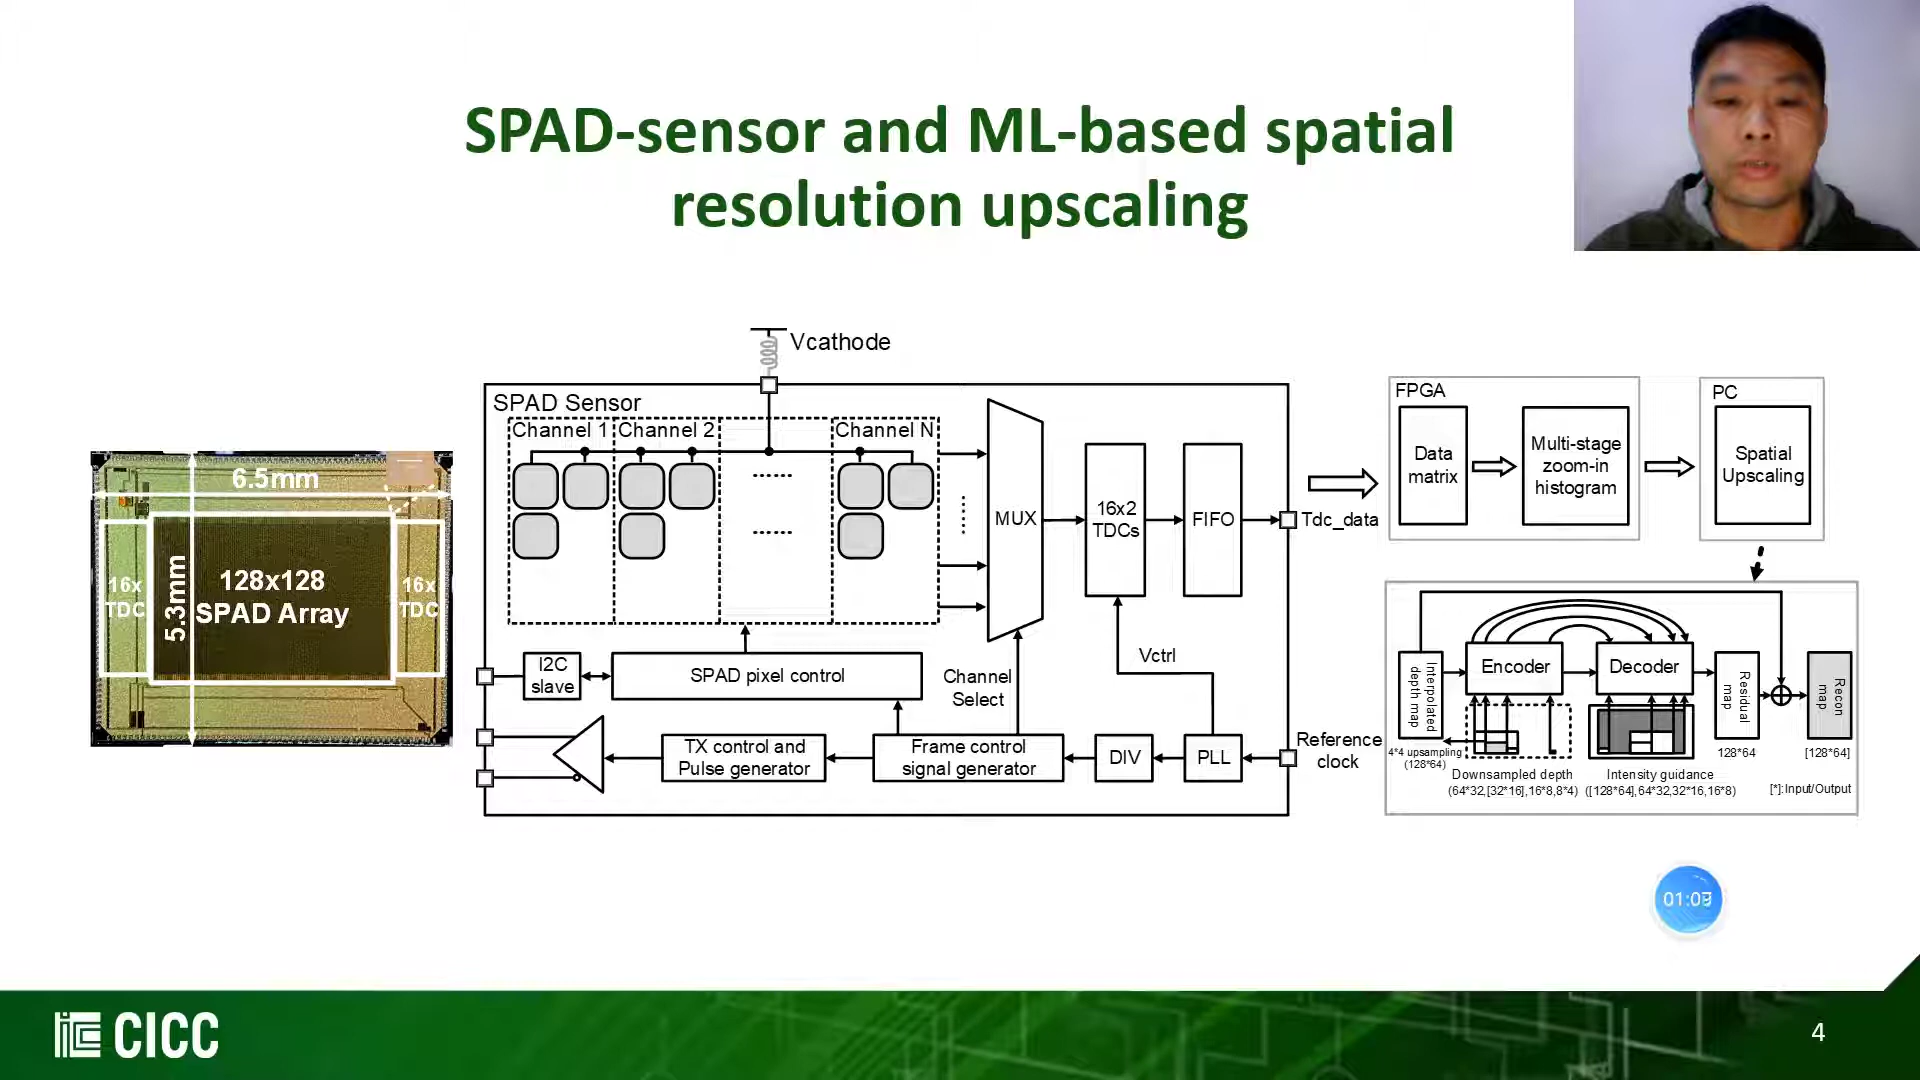 SPAD-sensor and ML-based spatial
resolution upscaling
6.5mm
5.3mm
16x
TDC
128x128
SPAD Array
16x
TDC
Vcathode
SPAD Sensor
Channel 1
Channel 2
Channel N
......
......
MUX
16x2
TDCs
FIFO
Tdc_data
I2C
slave
SPAD pixel control
Channel
Select
Vctrl
TX control and
Pulse generator
Frame control
signal generator
DIV
PLL
Reference
clock
FPGA
Data
matrix
Multi-stage
zoom-in
histogram
PC
Spatial
Upscaling
Interpolated
depth map
Encoder
Decoder
Residual
map
Recon
map
4*4 upsampling
(128*64)
128*64
[128*64]
Downsampled depth
(64*32,[32*16],16*8,8*4)
Intensity guidance
([128*64],64*32,32*16,16*8)
[*]:Input/Output
CICC
4